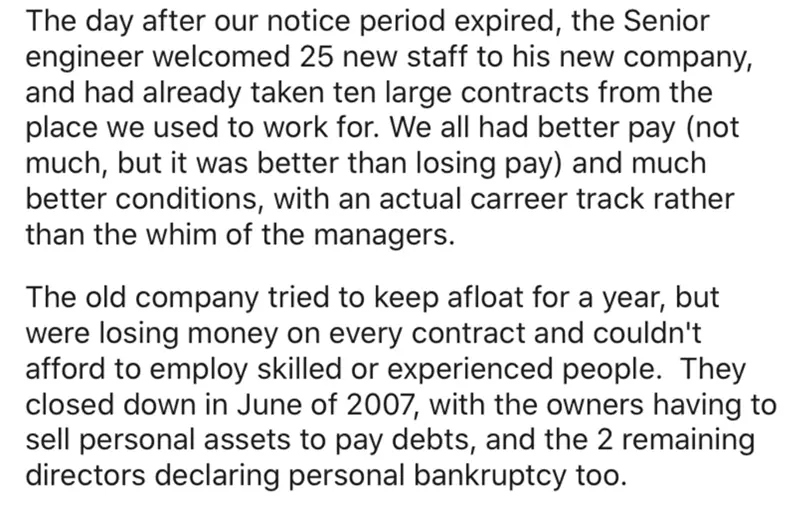 The day after our notice period expired, the Senior
engineer welcomed 25 new staff to his new company,
and had already taken ten large contracts from the
place we used to work for. We all had better pay (not
much, but it was better than losing pay) and much
better conditions, with an actual carreer track rather
than the whim of the managers.
The old company tried to keep afloat for a year, but
were losing money on every contract and couldn't
afford to employ skilled or experienced people.  They
closed down in June of 2007, with the owners having to
sell personal assets to pay debts, and the 2 remaining
directors declaring personal bankruptcy too.